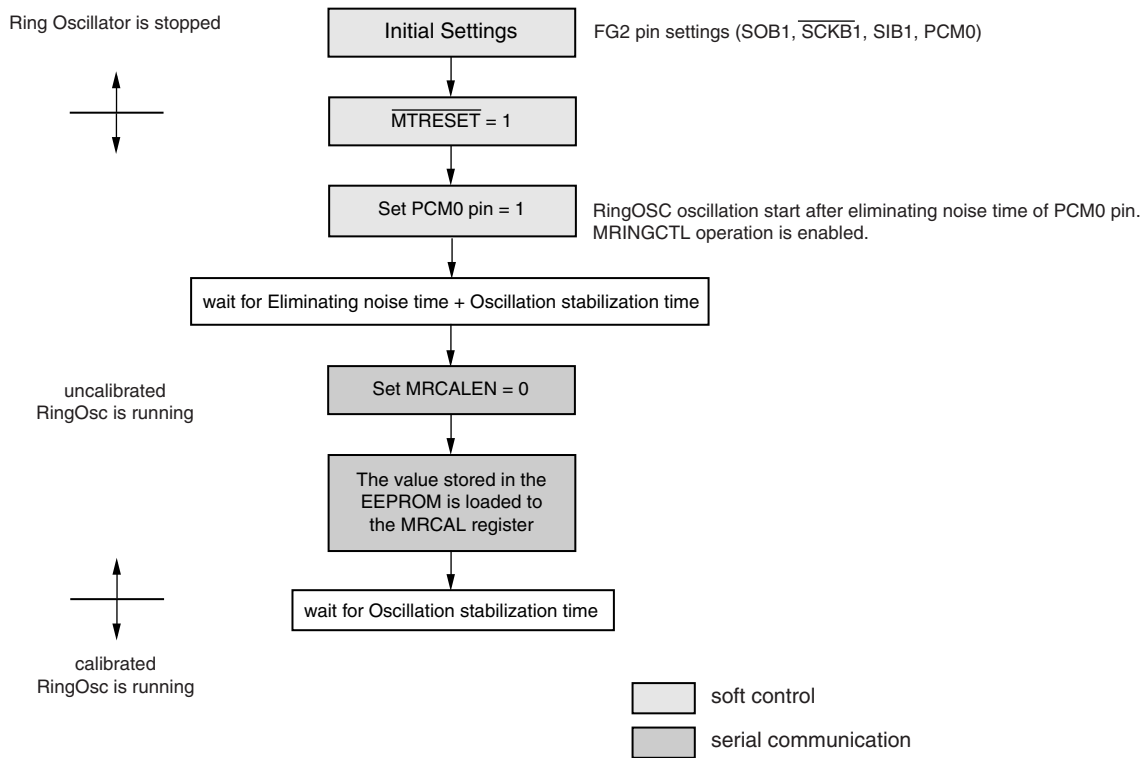 Ring Oscillator is stopped
Initial Settings
FG2 pin settings (SOB1, SCKB1, SIB1, PCM0)
MTRESET = 1
Set PCM0 pin = 1
RingOSC oscillation start after eliminating noise time of PCM0 pin.
MRINGCTL operation is enabled.
wait for Eliminating noise time + Oscillation stabilization time
uncalibrated
RingOsc is running
Set MRCALEN = 0
The value stored in the
EEPROM is loaded to
the MRCAL register
wait for Oscillation stabilization time
calibrated
RingOsc is running
soft control
serial communication